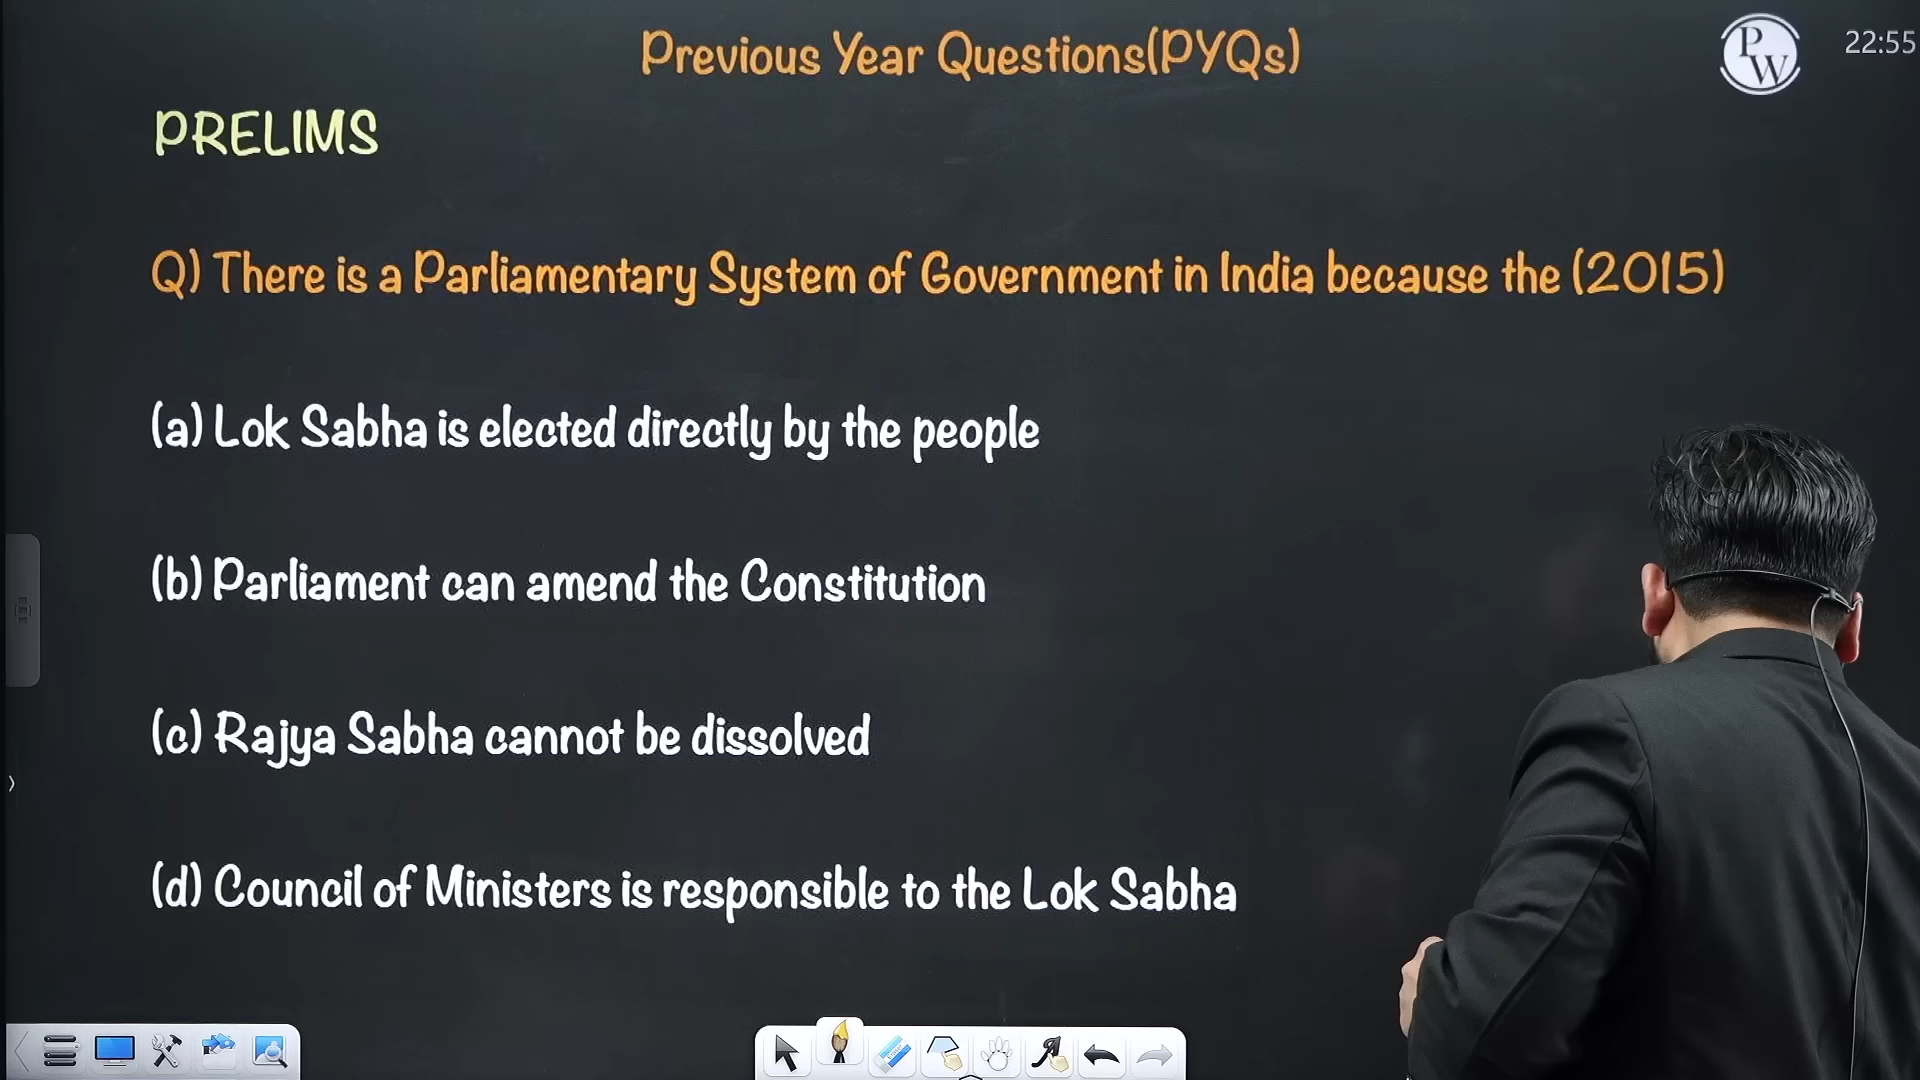 Previous Year Questions(PYQs)
PW
22:55
PRELIMS
Q) There is a Parliamentary System of Government in India because the (2015)
(a) Lok Sabha is elected directly by the people
(b) Parliament can amend the Constitution
(c) Rajya Sabha cannot be dissolved
(d) Council of Ministers is responsible to the Lok Sabha